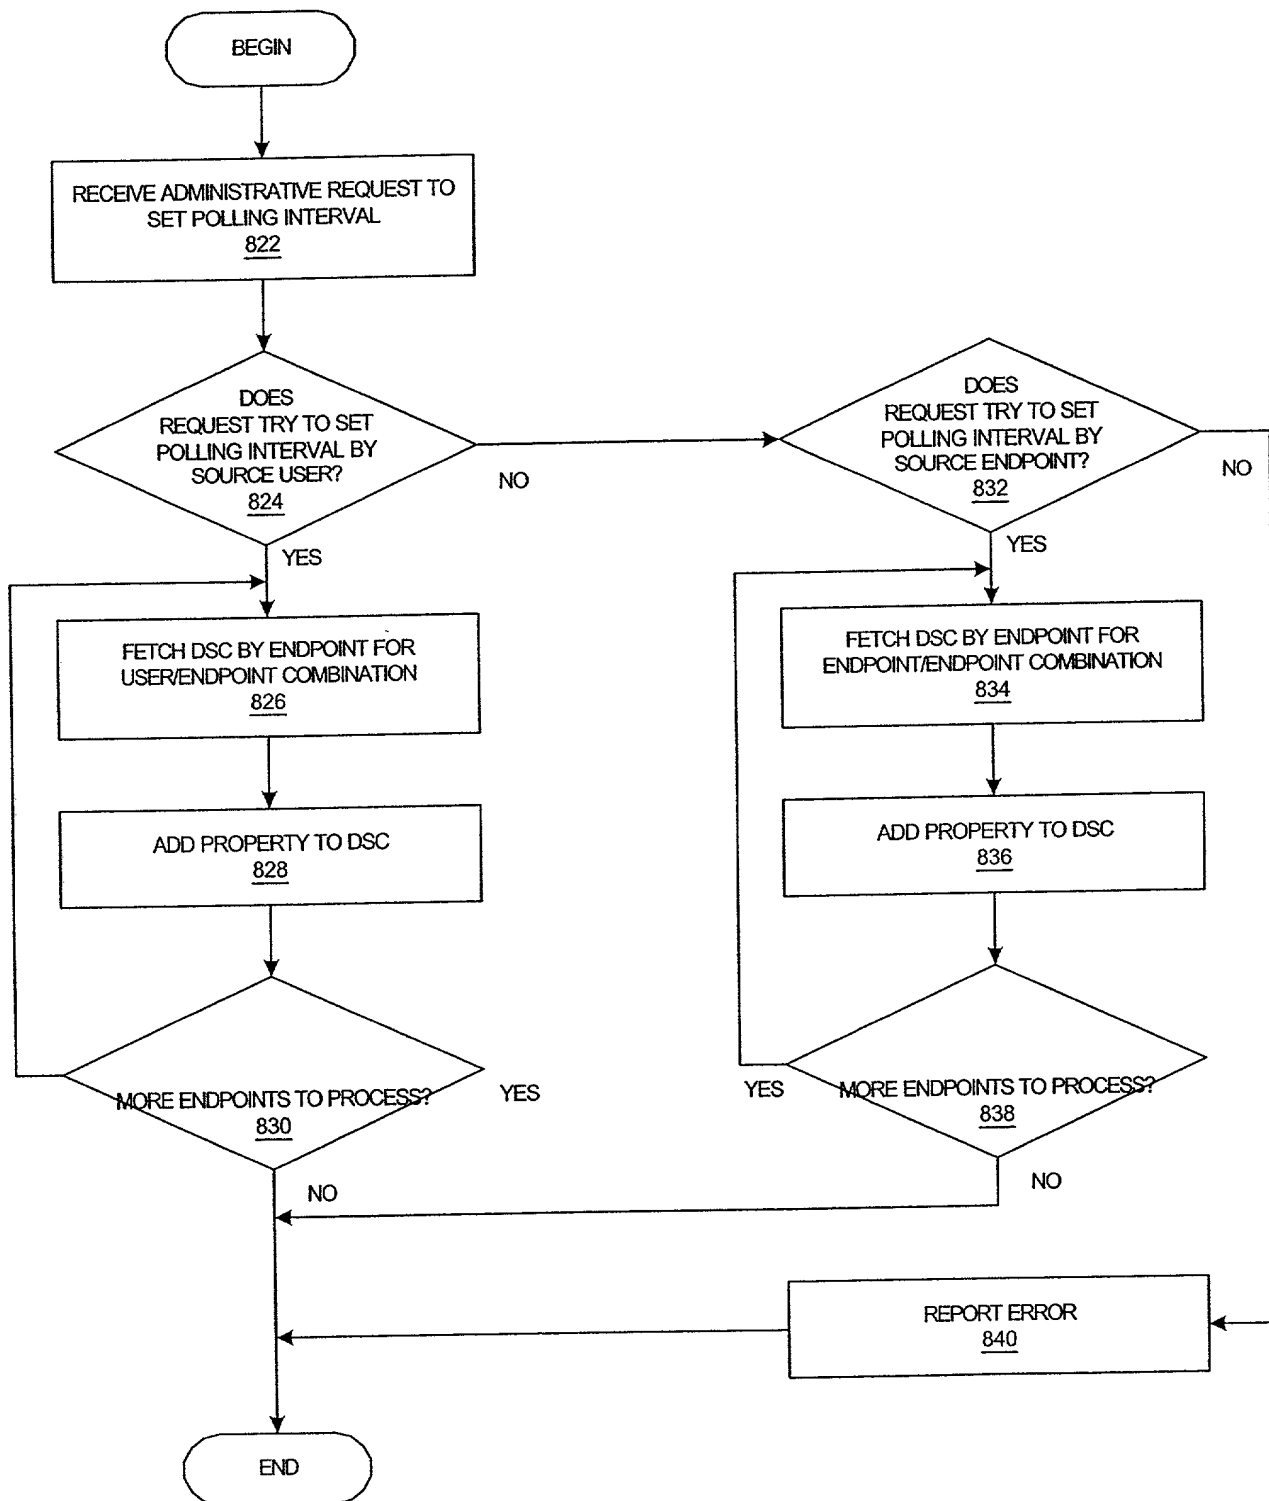 BEGIN
RECEIVE ADMINISTRATIVE REQUEST TO
SET POLLING INTERVAL
822
DOES
REQUEST TRY TO SET
POLLING INTERVAL BY
SOURCE USER?
824
NO
YES
DOES
REQUEST TRY TO SET
POLLING INTERVAL BY
SOURCE ENDPOINT?
832
NO
YES
FETCH DSC BY ENDPOINT FOR
USER/ENDPOINT COMBINATION
826
FETCH DSC BY ENDPOINT FOR
ENDPOINT/ENDPOINT COMBINATION
834
ADD PROPERTY TO DSC
828
ADD PROPERTY TO DSC
836
MORE ENDPOINTS TO PROCESS?
830
YES
NO
YES
MORE ENDPOINTS TO PROCESS?
838
NO
REPORT ERROR
840
END